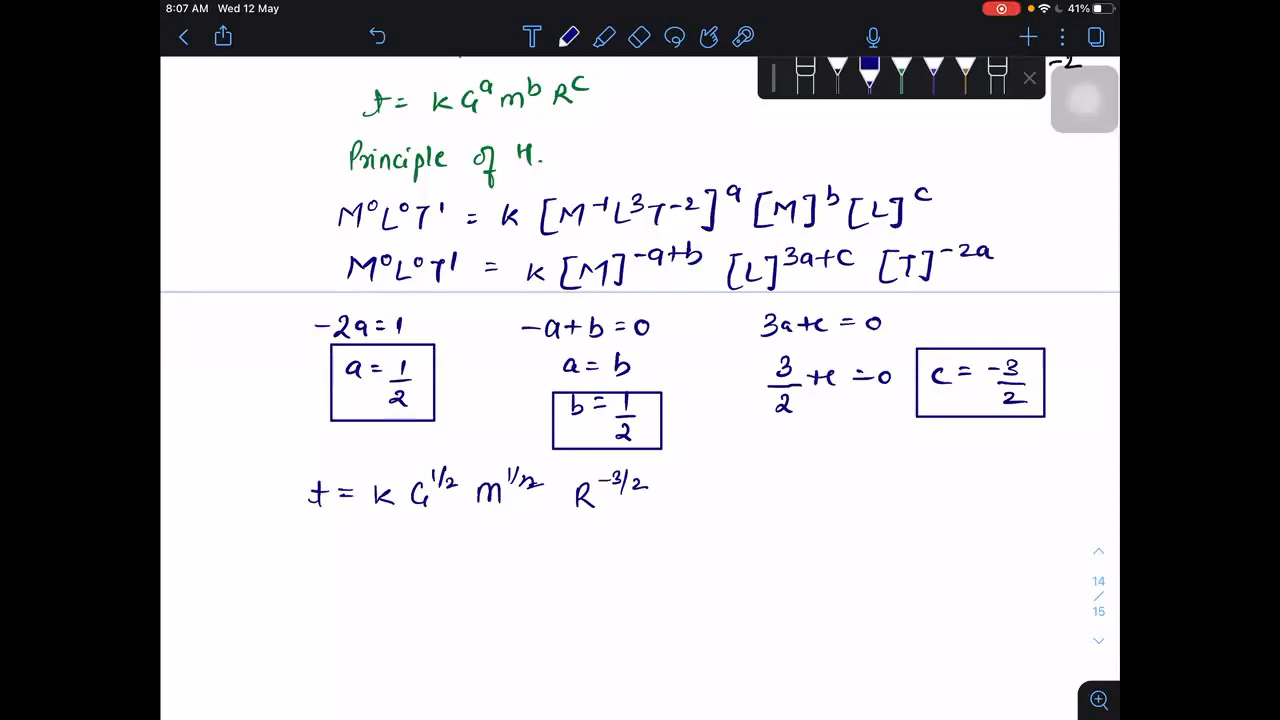 8:07 AM Wed 12 May 41%
-2
t = K G^a m^b R^c
Principle of H.
M⁰L⁰T¹ = K [M⁻¹L³T⁻²]^a [M]^b [L]^c
M⁰L⁰T¹ = K [M]^{-a+b} [L]^{3a+c} [T]^{-2a}
-2a = 1 -a+b = 0 3a+c = 0
a = 1/2 a = b 3/2 + c = 0 c = -3/2
b = 1/2
t = K G^{1/2} m^{1/2} R^{-3/2}
14
/
15